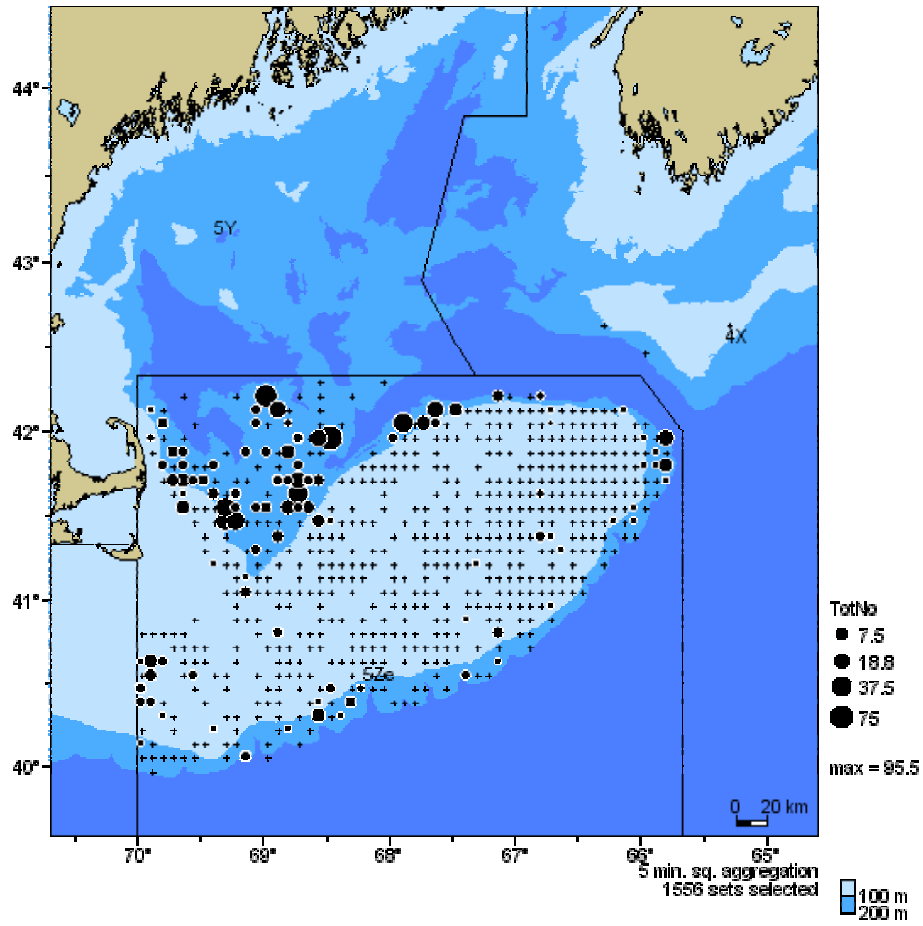 44°
5Y
43°
4X
42°
41°
TotNo
7.5
18.8
37.5
75
5Ze
40°
max = 95.5
0 20 km
70° 69° 68° 67° 66° 65°
5 min. sq. aggregation
1556 sets selected
100 m
200 m